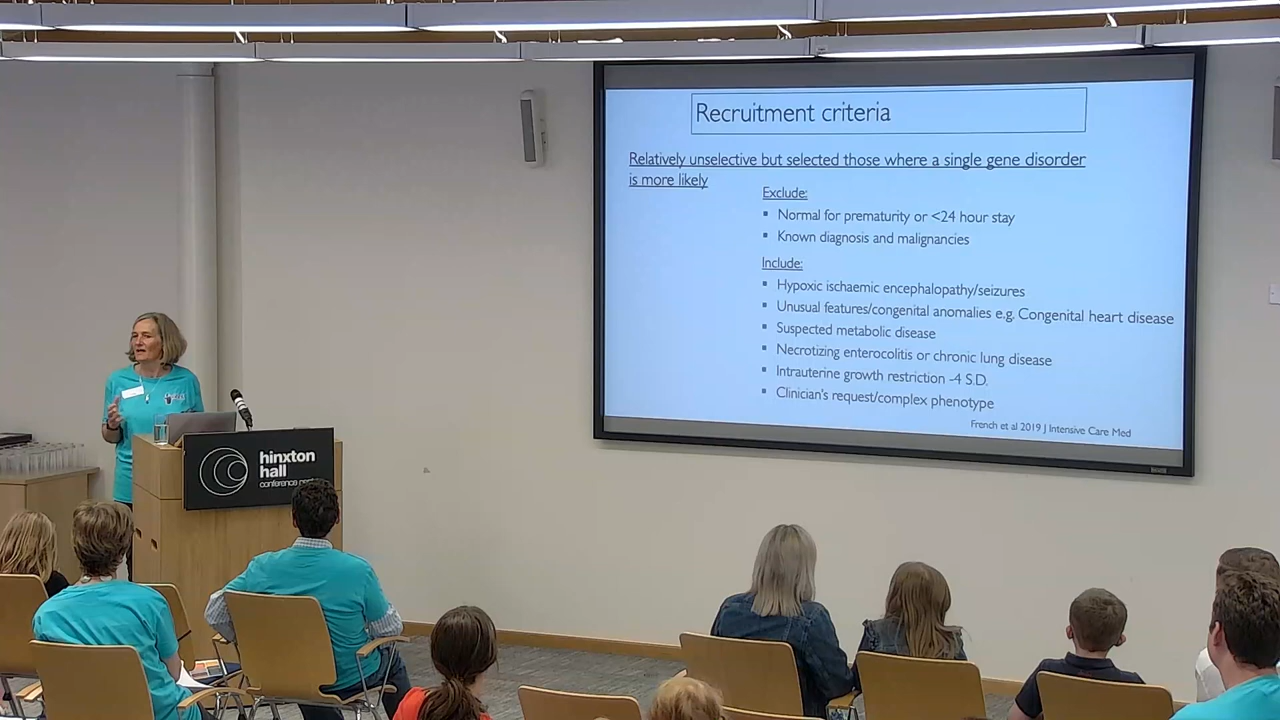 Recruitment criteria
Relatively unselective but selected those where a single gene disorder
is more likely
Exclude:
Normal for prematurity or <24 hour stay
Known diagnosis and malignancies
Include:
Hypoxic ischaemic encephalopathy/seizures
Unusual features/congenital anomalies e.g. Congenital heart disease
Suspected metabolic disease
Necrotizing enterocolitis or chronic lung disease
Intrauterine growth restriction -4 S.D.
Clinician's request/complex phenotype
French et al 2019 J Intensive Care Med
hinxton
hall
conference